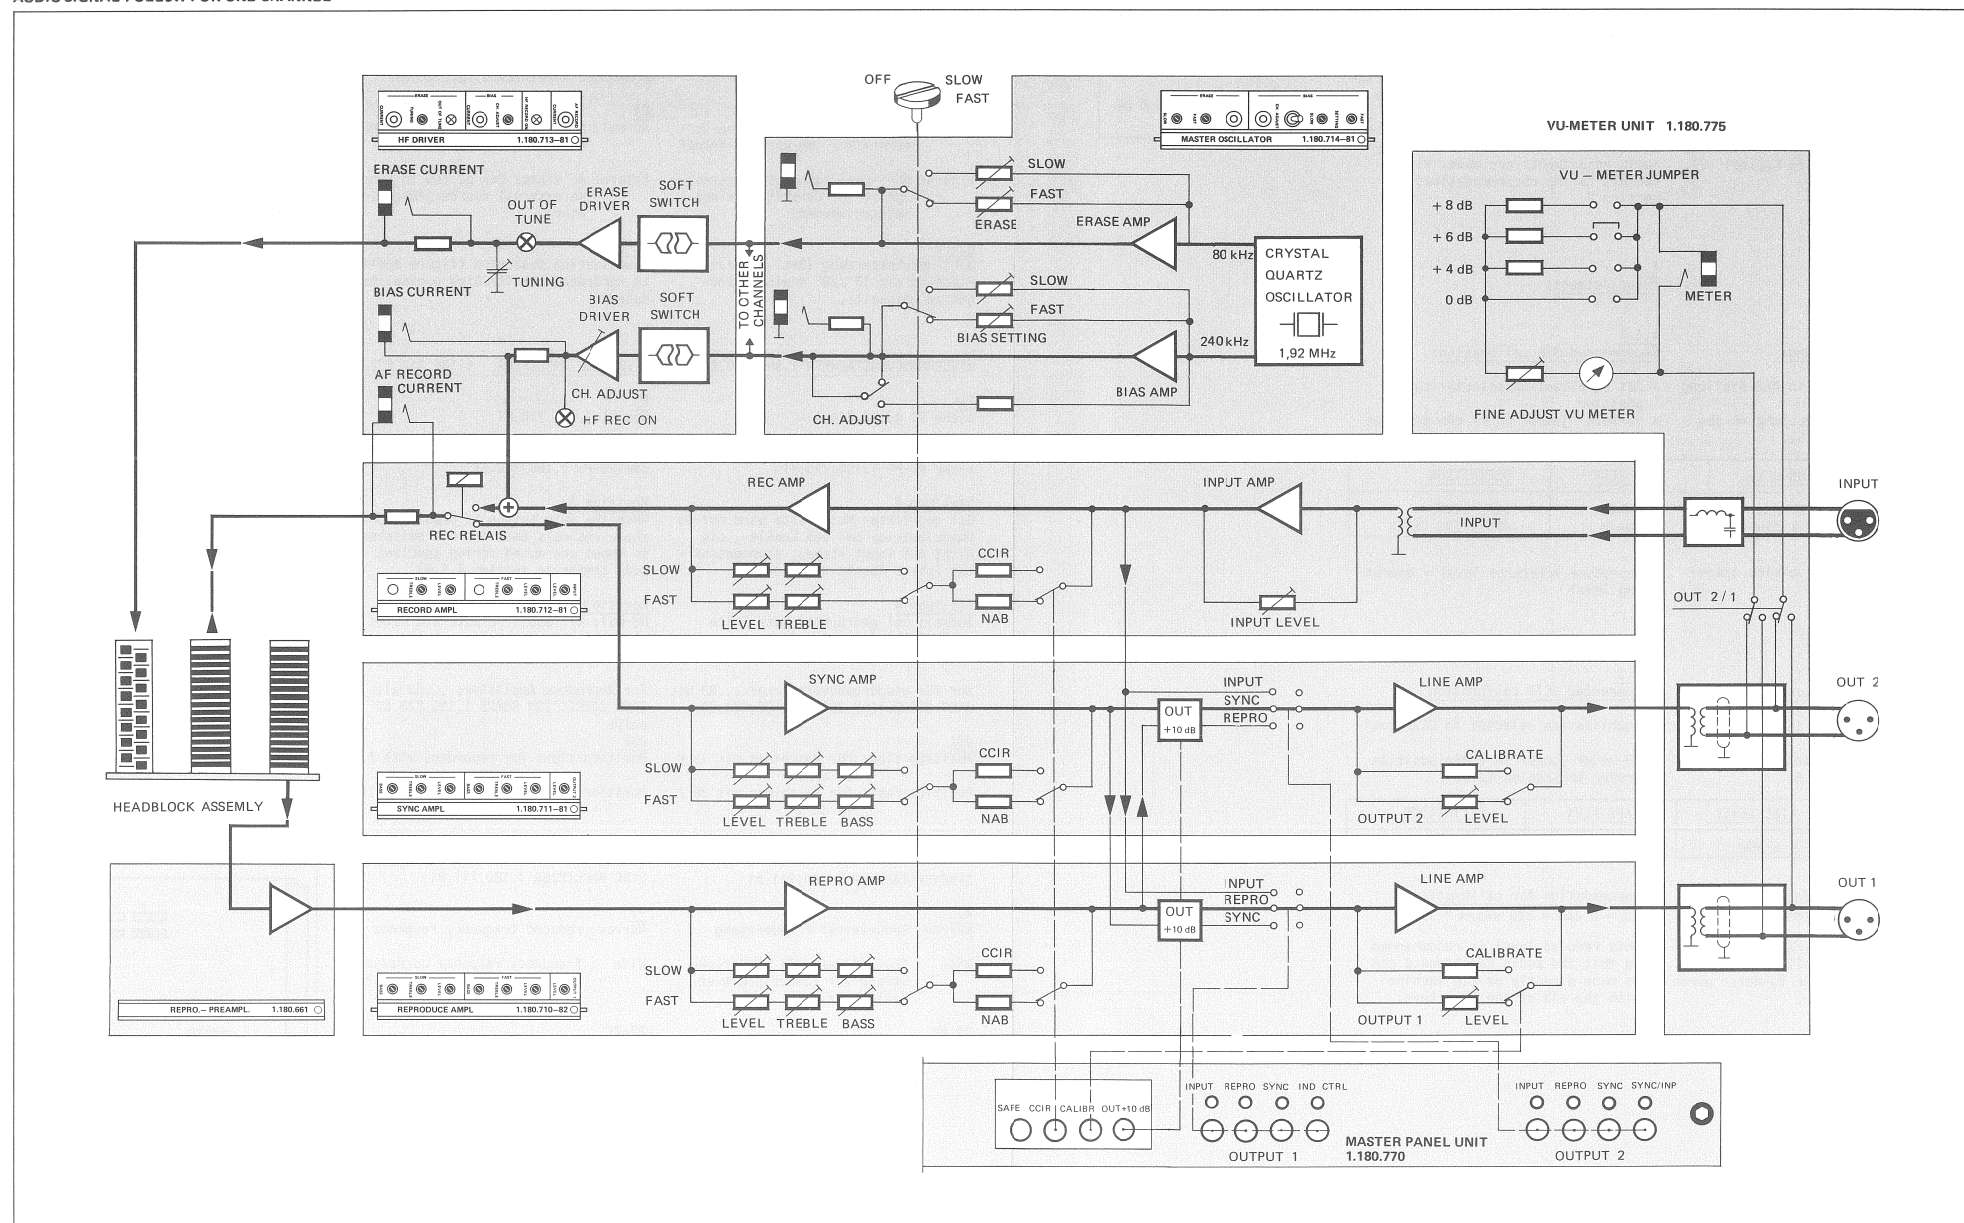 AUDIO SIGNAL FOLLOW FOR ONE CHANNEL
OFF SLOW
FAST
HF DRIVER 1.180.713–81
MASTER OSCILLATOR 1.180.714–81
VU-METER UNIT 1.180.775
ERASE CURRENT
OUT OF
TUNE
ERASE
DRIVER
SOFT
SWITCH
TUNING
TO OTHER
CHANNELS
SLOW
FAST
ERASE
ERASE AMP
80 kHz
CRYSTAL
QUARTZ
OSCILLATOR
1,92 MHz
VU – METER JUMPER
+ 8 dB
+ 6 dB
+ 4 dB
0 dB
METER
FINE ADJUST VU METER
BIAS CURRENT
BIAS
DRIVER
SOFT
SWITCH
SLOW
FAST
BIAS SETTING
240 kHz
BIAS AMP
CH. ADJUST
AF RECORD
CURRENT
CH. ADJUST
HF REC ON
REC AMP
INPUT AMP
INPUT
INPUT
REC RELAIS
SLOW
FAST
LEVEL TREBLE
CCIR
NAB
INPUT LEVEL
RECORD AMPL 1.180.712–81
OUT 2/1
SYNC AMP
INPUT
SYNC
REPRO
OUT
+10 dB
LINE AMP
OUT 2
SLOW
FAST
LEVEL TREBLE BASS
CCIR
NAB
CALIBRATE
OUTPUT 2 LEVEL
SYNC AMPL 1.180.711–81
HEADBLOCK ASSEMLY
REPRO AMP
INPUT
REPRO
SYNC
OUT
+10 dB
LINE AMP
OUT 1
SLOW
FAST
LEVEL TREBLE BASS
CCIR
NAB
CALIBRATE
OUTPUT 1 LEVEL
REPRO.– PREAMPL. 1.180.661
REPRODUCE AMPL 1.180.710–82
SAFE CCIR CALIBR OUT+10 dB
INPUT REPRO SYNC IND CTRL
OUTPUT 1
MASTER PANEL UNIT
1.180.770
INPUT REPRO SYNC SYNC/INP
OUTPUT 2